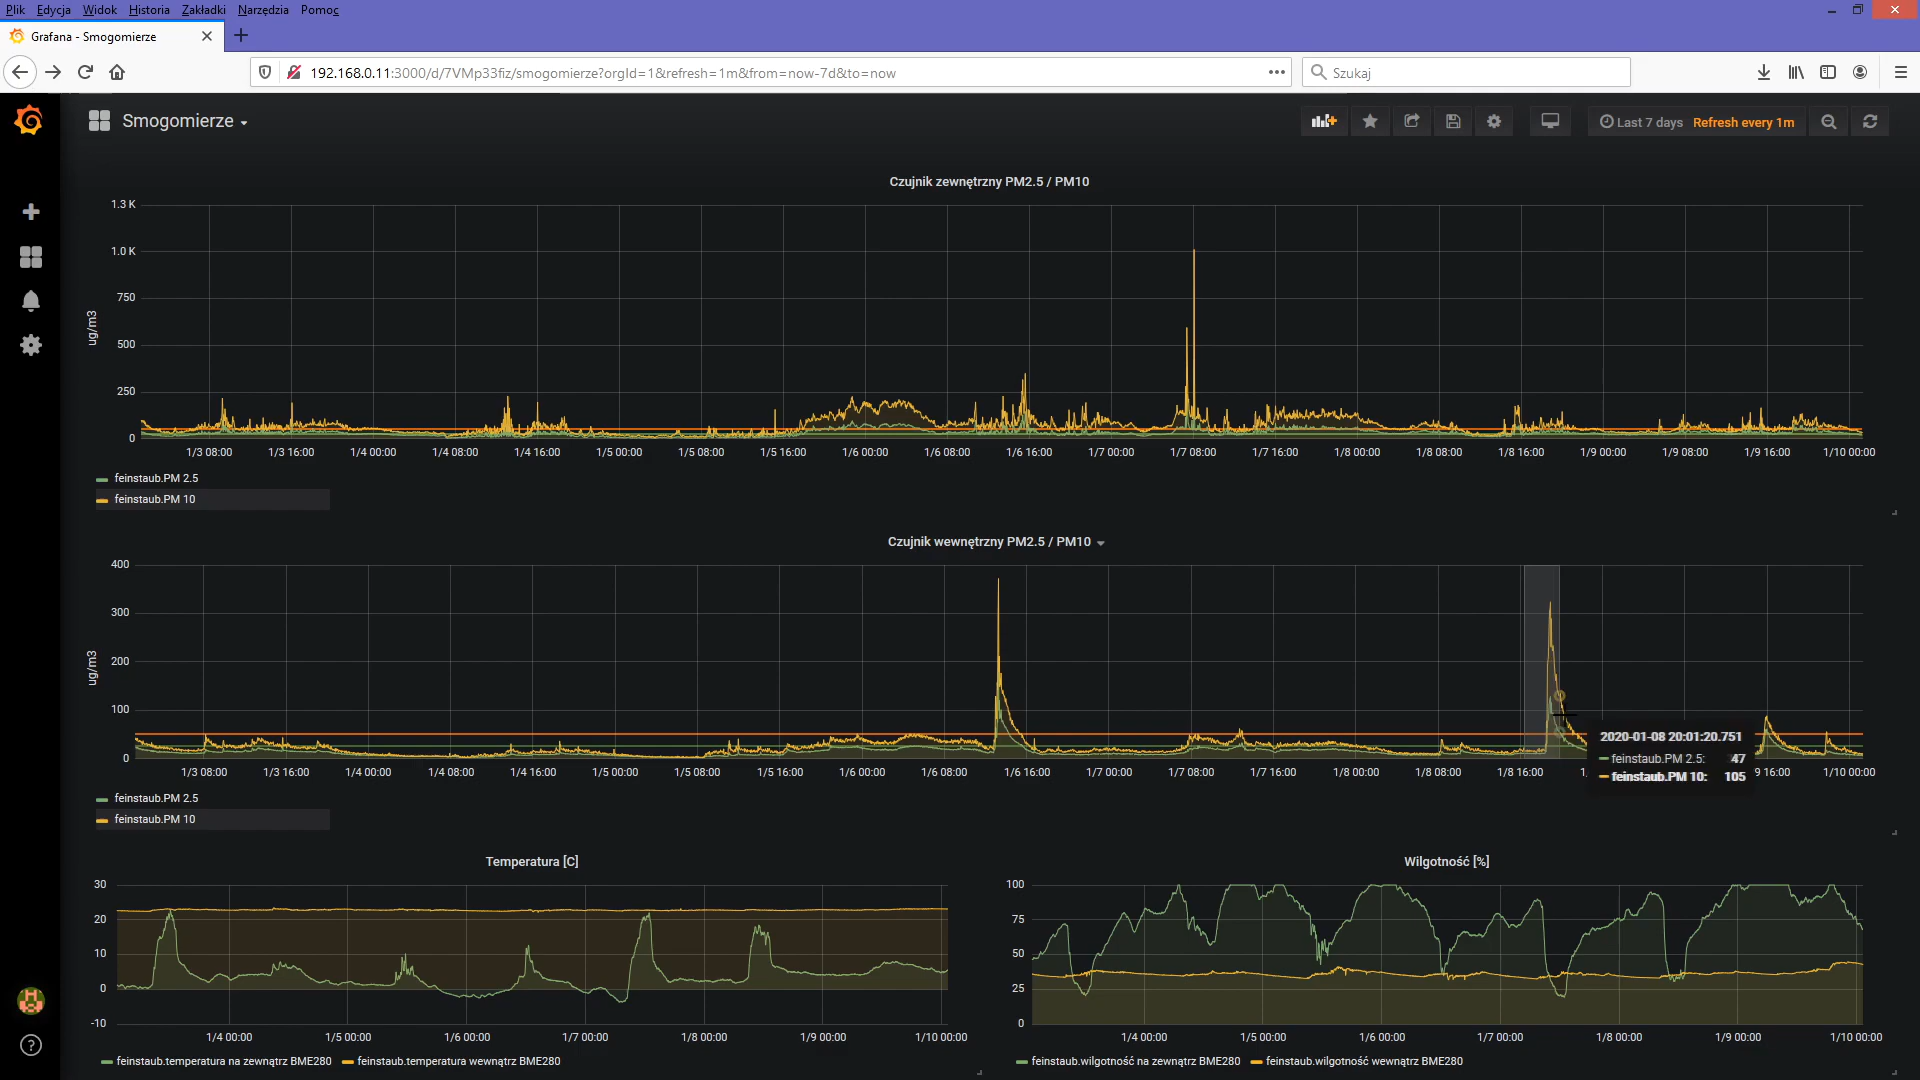 Plik Edycja Widok Historia Zakładki Narzędzia Pomoc
Grafana - Smogomierze
192.168.0.11:3000/d/7VMp33fiz/smogomierze?orgId=1&refresh=1m&from=now-7d&to=now
Szukaj
Smogomierze
Last 7 days Refresh every 1m
Czujnik zewnętrzny PM2.5 / PM10
ug/m3
1.3 K
1.0 K
750
500
250
0
1/3 08:00 1/3 16:00 1/4 00:00 1/4 08:00 1/4 16:00 1/5 00:00 1/5 08:00 1/5 16:00 1/6 00:00 1/6 08:00 1/6 16:00 1/7 00:00 1/7 08:00 1/7 16:00 1/8 00:00 1/8 08:00 1/8 16:00 1/9 00:00 1/9 08:00 1/9 16:00 1/10 00:00
feinstaub.PM 2.5
feinstaub.PM 10
Czujnik wewnętrzny PM2.5 / PM10
ug/m3
400
300
200
100
0
1/3 08:00 1/3 16:00 1/4 00:00 1/4 08:00 1/4 16:00 1/5 00:00 1/5 08:00 1/5 16:00 1/6 00:00 1/6 08:00 1/6 16:00 1/7 00:00 1/7 08:00 1/7 16:00 1/8 00:00 1/8 08:00 1/8 16:00 16:00 1/10 00:00
2020-01-08 20:01:20.751
feinstaub.PM 2.5: 47
feinstaub.PM 10: 105
feinstaub.PM 2.5
feinstaub.PM 10
Temperatura [C]
30
20
10
0
-10
1/4 00:00 1/5 00:00 1/6 00:00 1/7 00:00 1/8 00:00 1/9 00:00 1/10 00:00
feinstaub.temperatura na zewnątrz BME280 feinstaub.temperatura wewnątrz BME280
Wilgotność [%]
100
75
50
25
0
1/4 00:00 1/5 00:00 1/6 00:00 1/7 00:00 1/8 00:00 1/9 00:00 1/10 00:00
feinstaub.wilgotność na zewnątrz BME280 feinstaub.wilgotność wewnątrz BME280